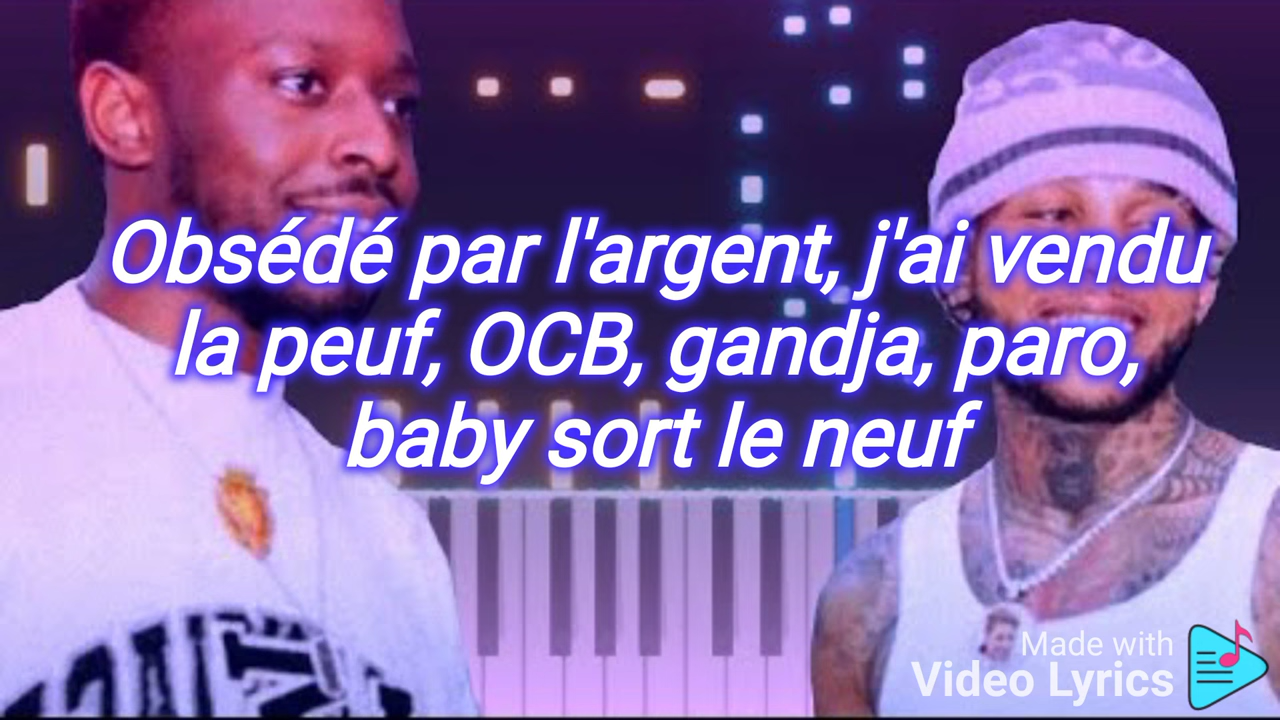 Obsédé par l'argent, j'ai vendu
la peuf, OCB, gandja, paro,
baby sort le neuf
Made with
Video Lyrics